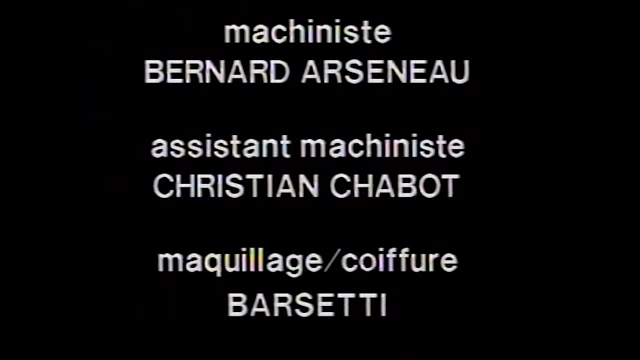 machiniste
BERNARD ARSENEAU
assistant machiniste
CHRISTIAN CHABOT
maquillage/coiffure
BARSETTI